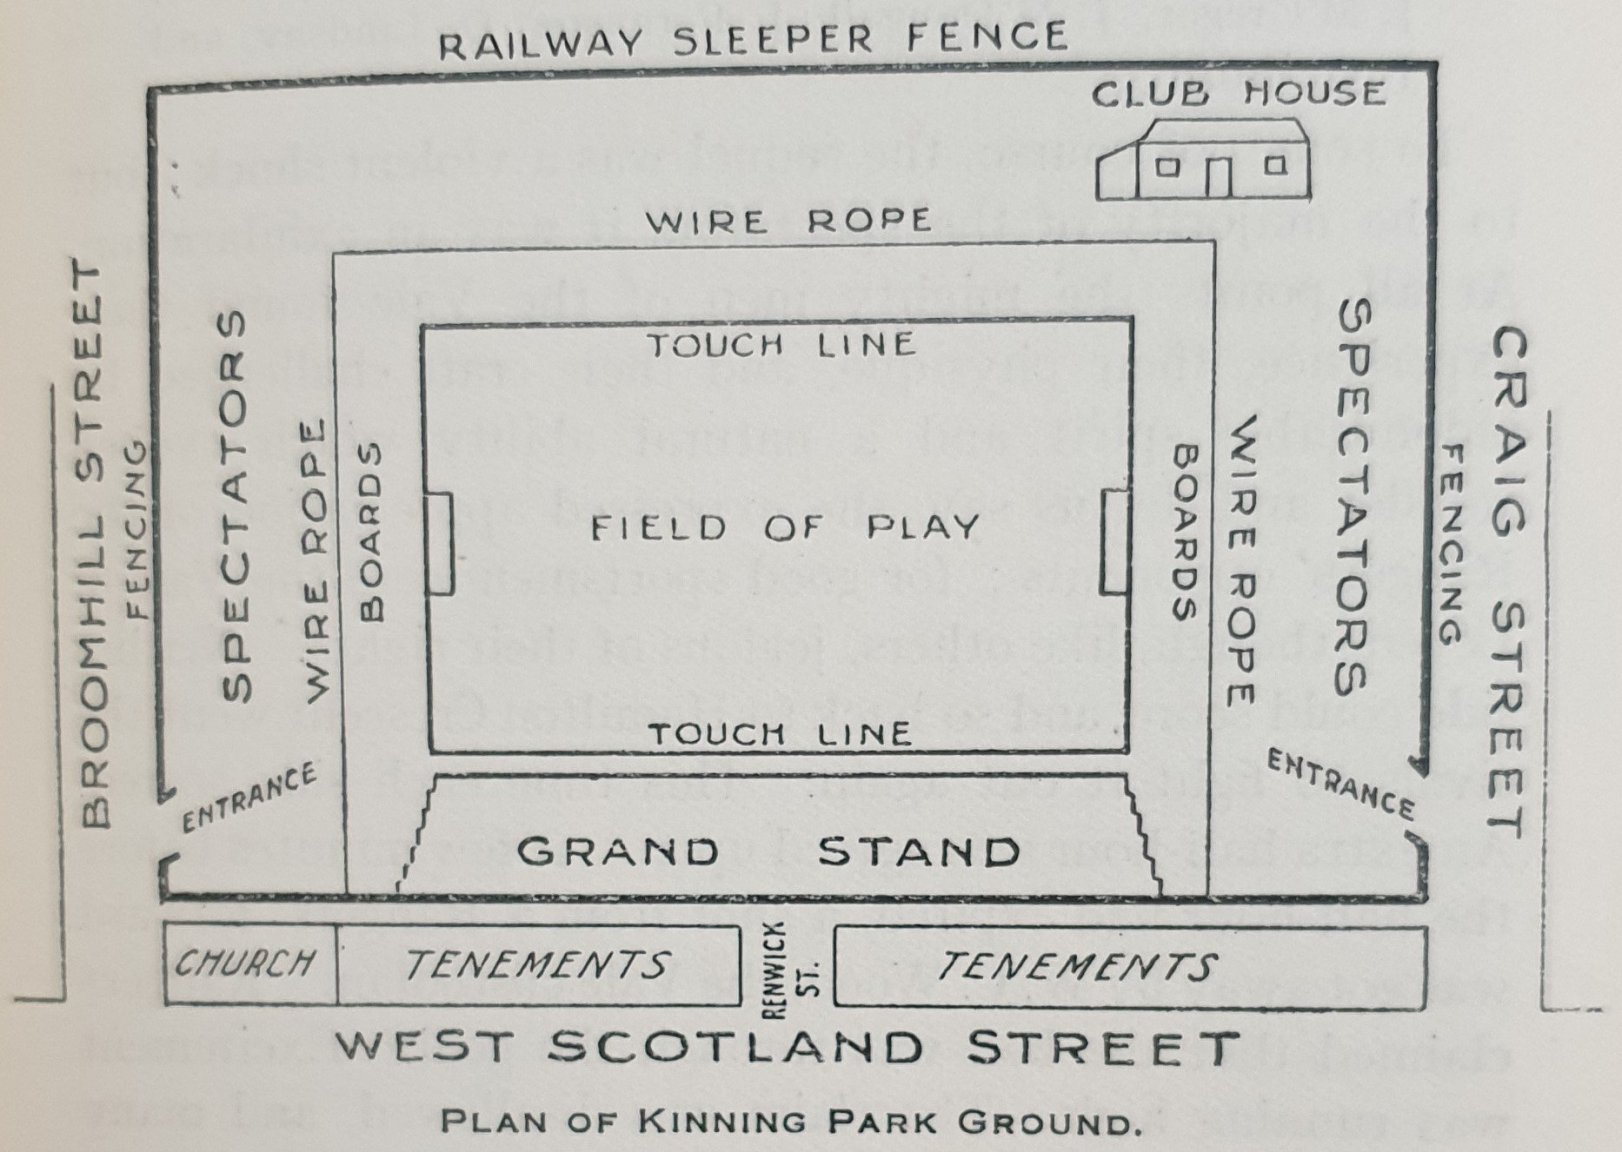 RAILWAY SLEEPER FENCE
CLUB HOUSE
WIRE ROPE
TOUCH LINE
BROOMHILL STREET
FENCING
SPECTATORS
WIRE ROPE
BOARDS
FIELD OF PLAY
BOARDS
WIRE ROPE
SPECTATORS
FENCING
CRAIG STREET
TOUCH LINE
ENTRANCE
ENTRANCE
GRAND STAND
CHURCH
TENEMENTS
RENWICK
ST.
TENEMENTS
WEST SCOTLAND STREET
PLAN OF KINNING PARK GROUND.